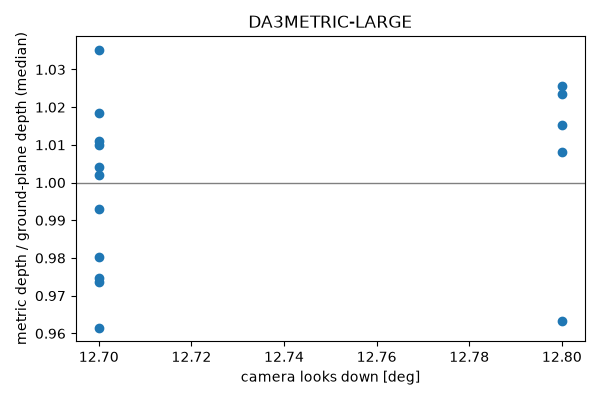 DA3METRIC-LARGE
metric depth / ground-plane depth (median)
1.03
1.02
1.01
1.00
0.99
0.98
0.97
0.96
12.70 12.72 12.74 12.76 12.78 12.80
camera looks down [deg]